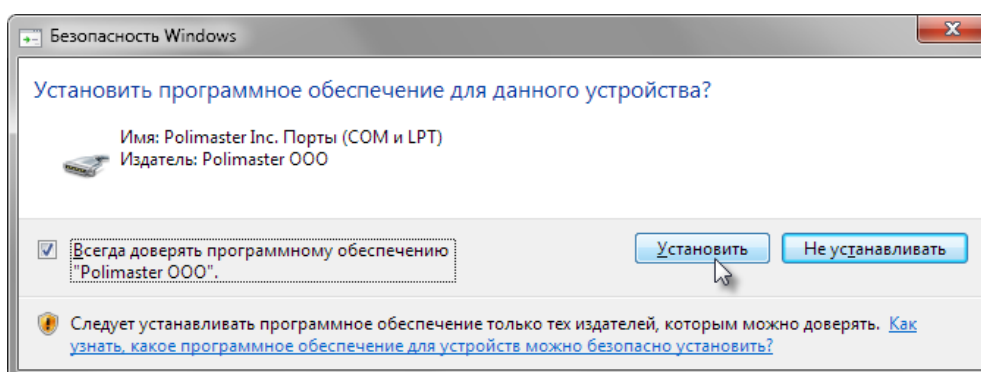 Безопасность Windows
Установить программное обеспечение для данного устройства?
Имя: Polimaster Inc. Порты (COM и LPT)
Издатель: Polimaster ООО
Всегда доверять программному обеспечению
"Polimaster ООО".
Установить
Не устанавливать
Следует устанавливать программное обеспечение только тех издателей, которым можно доверять. Как
узнать, какое программное обеспечение для устройств можно безопасно установить?